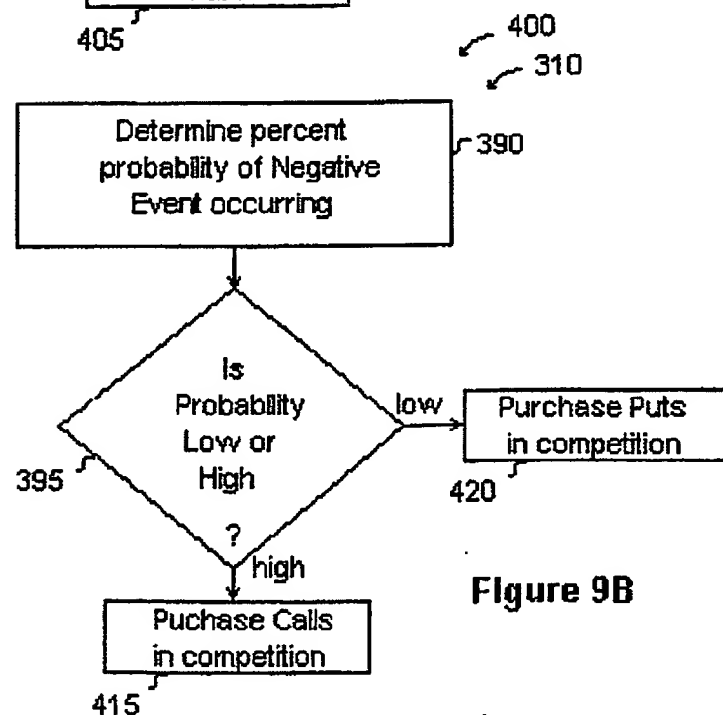 405
400
310
Determine percent
probability of Negative
Event occurring
390
Is
Probability
Low or
High
?
395
low
Purchase Puts
in competition
420
high
Puchase Calls
in competition
415
Figure 9B